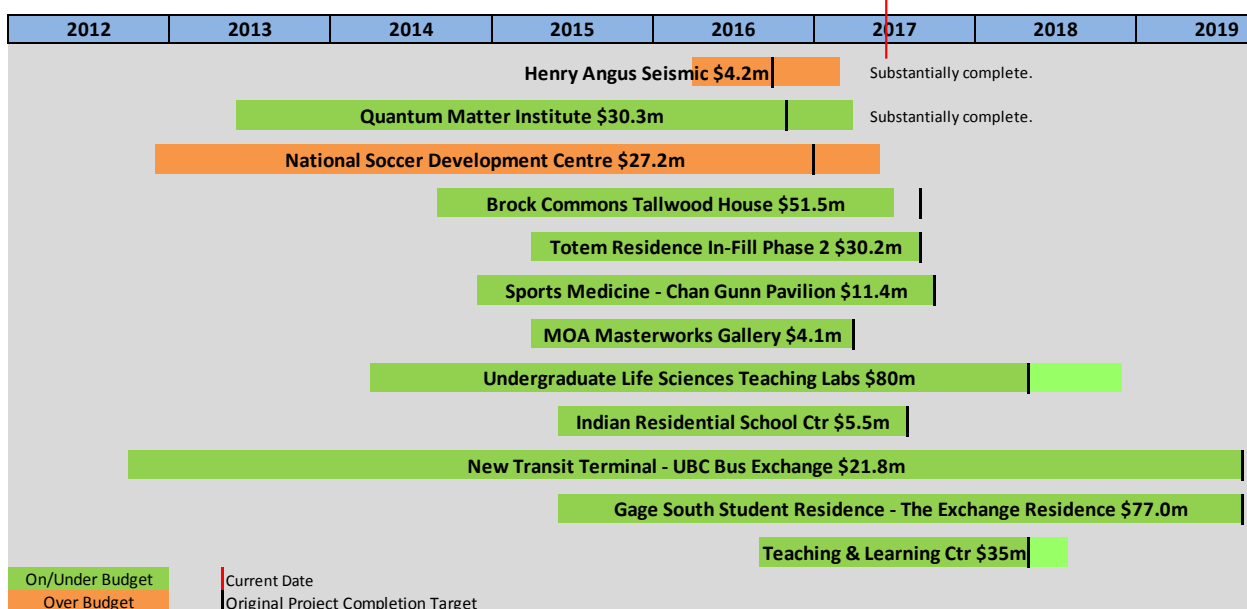 2012 2013 2014 2015 2016 2017 2018 2019
Henry Angus Seismic $4.2m Substantially complete.
Quantum Matter Institute $30.3m Substantially complete.
National Soccer Development Centre $27.2m
Brock Commons Tallwood House $51.5m
Totem Residence In-Fill Phase 2 $30.2m
Sports Medicine - Chan Gunn Pavilion $11.4m
MOA Masterworks Gallery $4.1m
Undergraduate Life Sciences Teaching Labs $80m
Indian Residential School Ctr $5.5m
New Transit Terminal - UBC Bus Exchange $21.8m
Gage South Student Residence - The Exchange Residence $77.0m
Teaching & Learning Ctr $35m
On/Under Budget Current Date
Over Budget Original Project Completion Target